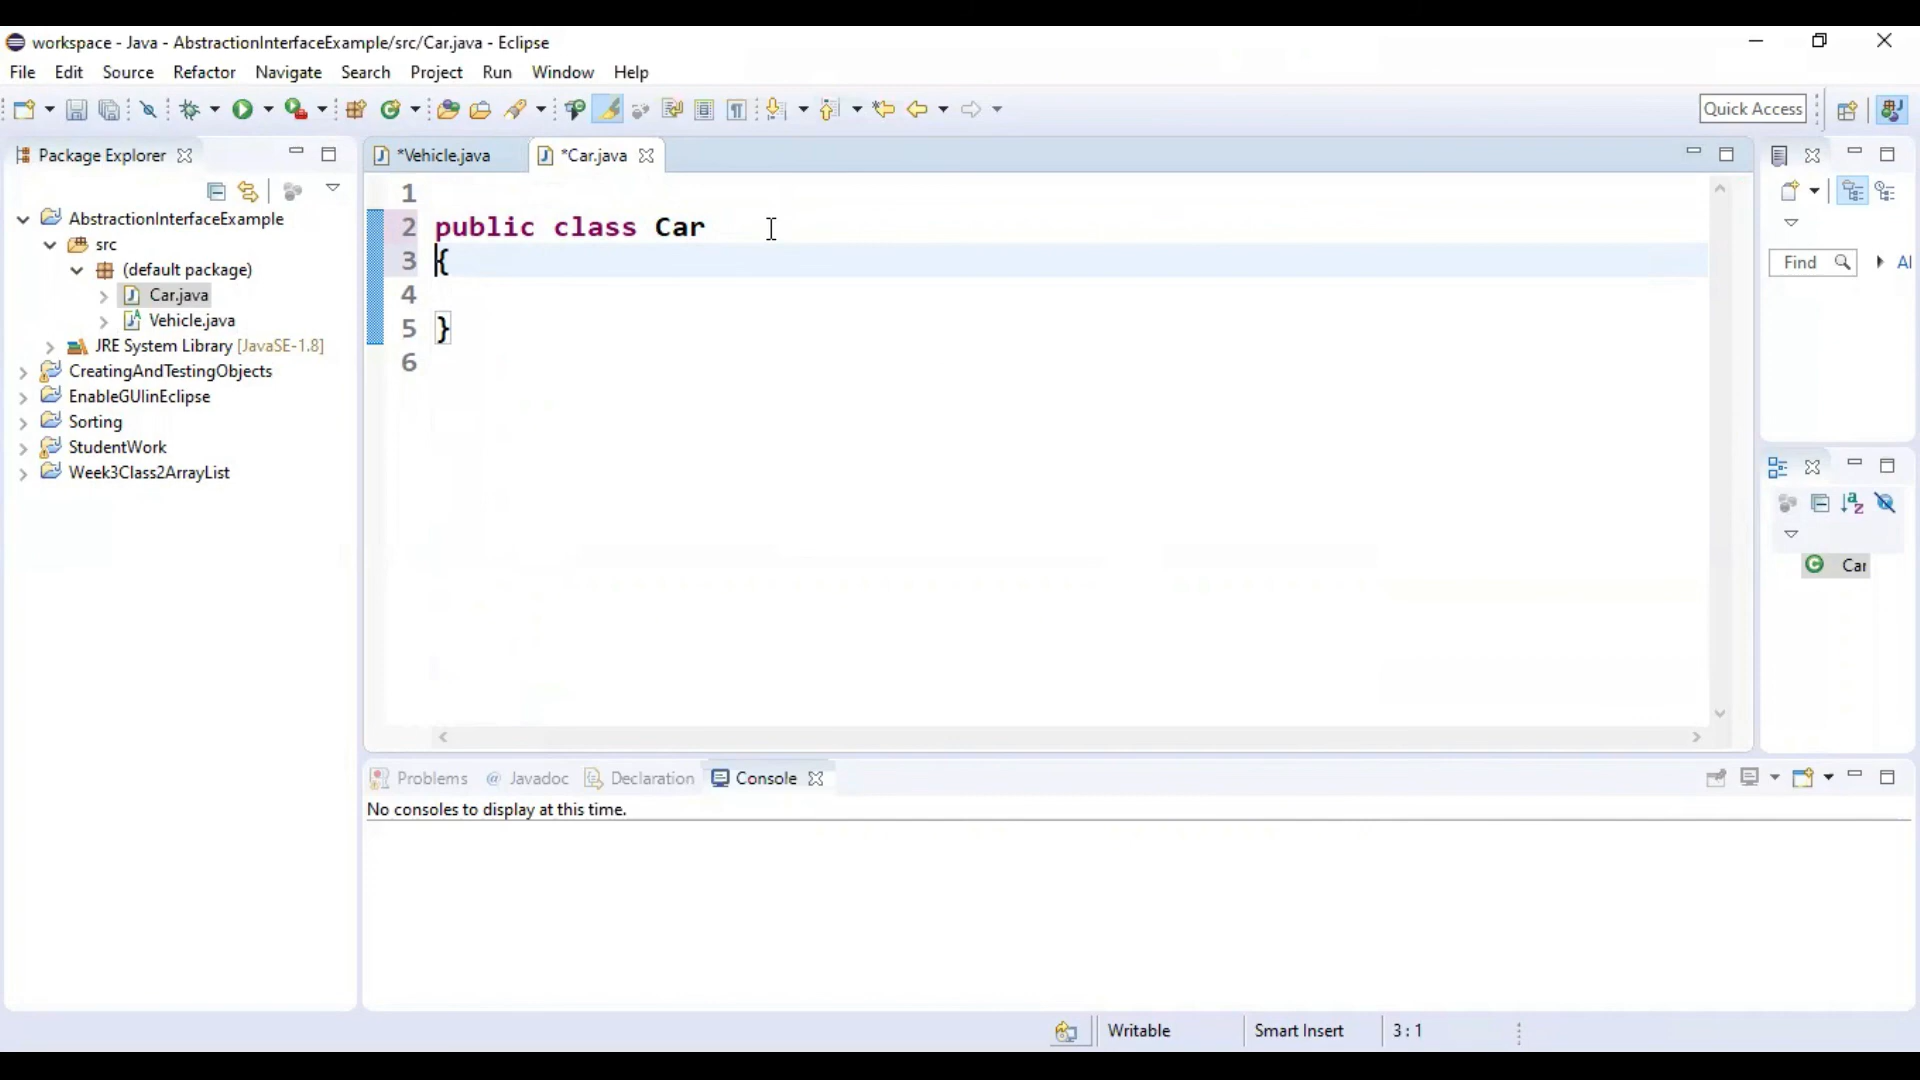 workspace - Java - AbstractionInterfaceExample/src/Car.java - Eclipse
File Edit Source Refactor Navigate Search Project Run Window Help
Quick Access
Package Explorer
*Vehicle.java
*Car.java
AbstractionInterfaceExample
src
(default package)
Car.java
Vehicle.java
JRE System Library [JavaSE-1.8]
CreatingAndTestingObjects
EnableGUIinEclipse
Sorting
StudentWork
Week3Class2ArrayList
1
2 public class Car
3 {
4
5 }
6
Find Al
Car
Problems @ Javadoc Declaration Console
No consoles to display at this time.
Writable Smart Insert 3 : 1